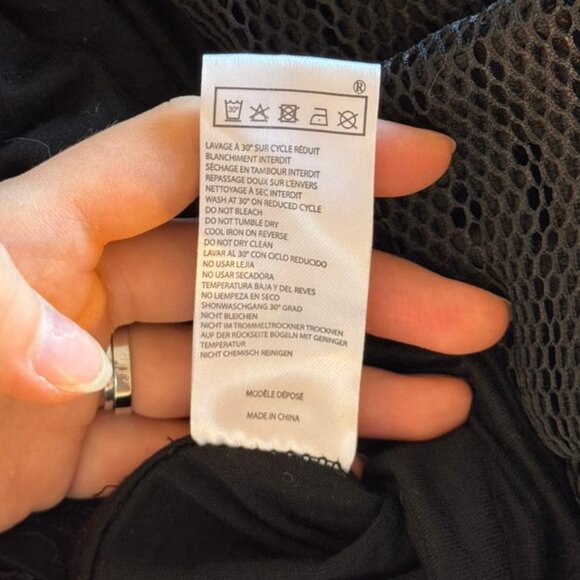 ®
30°
LAVAGE À 30° SUR CYCLE RÉDUIT
BLANCHIMENT INTERDIT
SÉCHAGE EN TAMBOUR INTERDIT
REPASSAGE DOUX SUR L'ENVERS
NETTOYAGE À SEC INTERDIT
WASH AT 30° ON REDUCED CYCLE
DO NOT BLEACH
DO NOT TUMBLE DRY
COOL IRON ON REVERSE
DO NOT DRY CLEAN
LAVAR AL 30° CON CICLO REDUCIDO
NO USAR LEJIA
NO USAR SECADORA
TEMPERATURA BAJA Y DEL REVES
NO LIEMPEZA EN SECO
SHONWASCHGANG 30° GRAD
NICHT BLEICHEN
NICHT IM TROMMELTROCKNER TROCKNEN
AUF DER RÜCKSEITE BÜGELN MIT GERINGER
TEMPERATUR
NICHT CHEMISCH REINIGEN
MODÈLE DÉPOSÉ
MADE IN CHINA